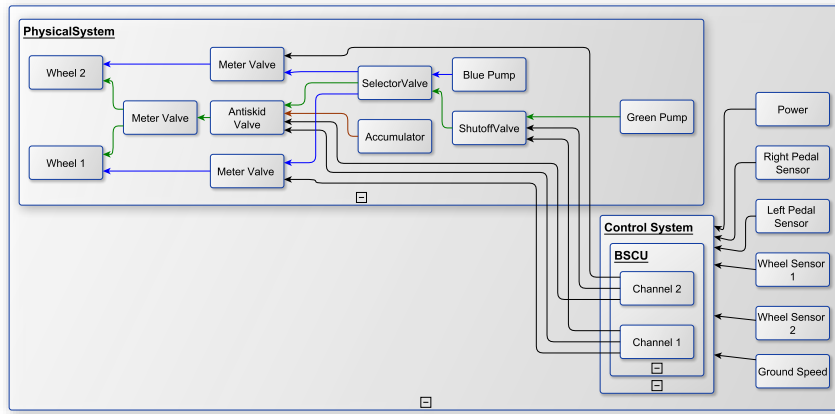 PhysicalSystem
Wheel 2
Meter Valve
SelectorValve
Blue Pump
Meter Valve
Antiskid
Valve
Accumulator
ShutoffValve
Green Pump
Wheel 1
Meter Valve
Power
Right Pedal
Sensor
Left Pedal
Sensor
Control System
BSCU
Channel 2
Channel 1
Wheel Sensor
1
Wheel Sensor
2
Ground Speed